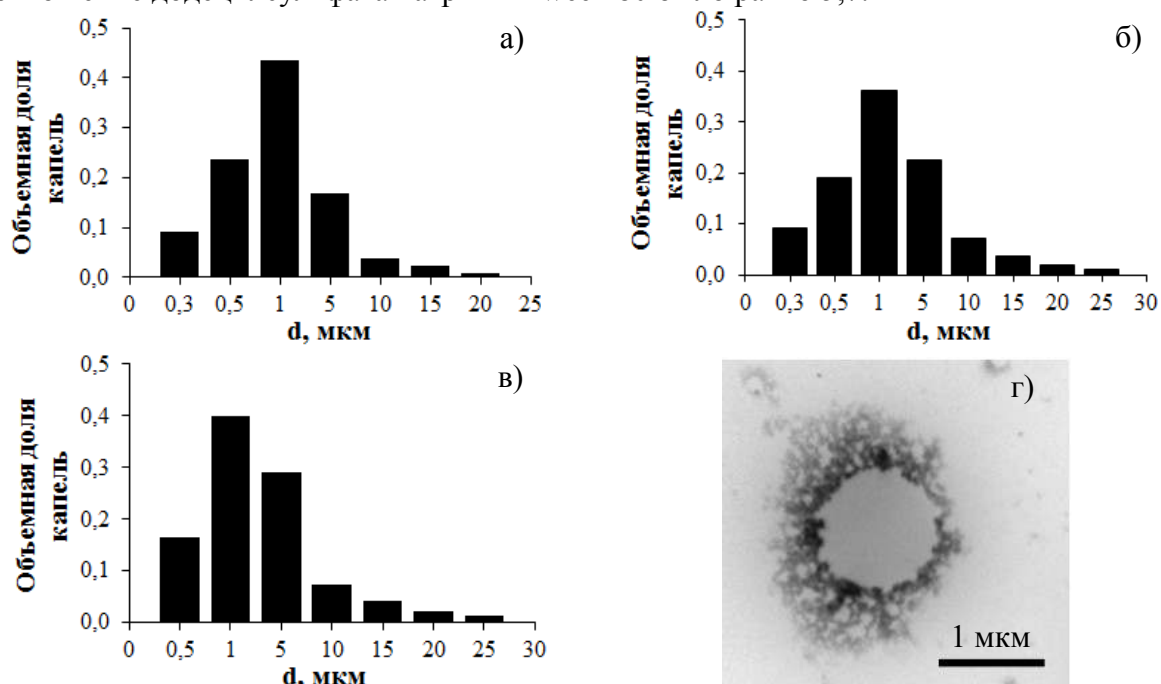 а)
Объемная доля
капель
0,5
0,4
0,3
0,2
0,1
0,0
0 0,3 0,5 1 5 10 15 20 25
d, мкм
б)
Объемная доля
капель
0,5
0,4
0,3
0,2
0,1
0,0
0 0,3 0,5 1 5 10 15 20 25 30
d, мкм
в)
Объемная доля
капель
0,5
0,4
0,3
0,2
0,1
0,0
0 0,5 1 5 10 15 20 25 30
d, мкм
г)
1 мкм